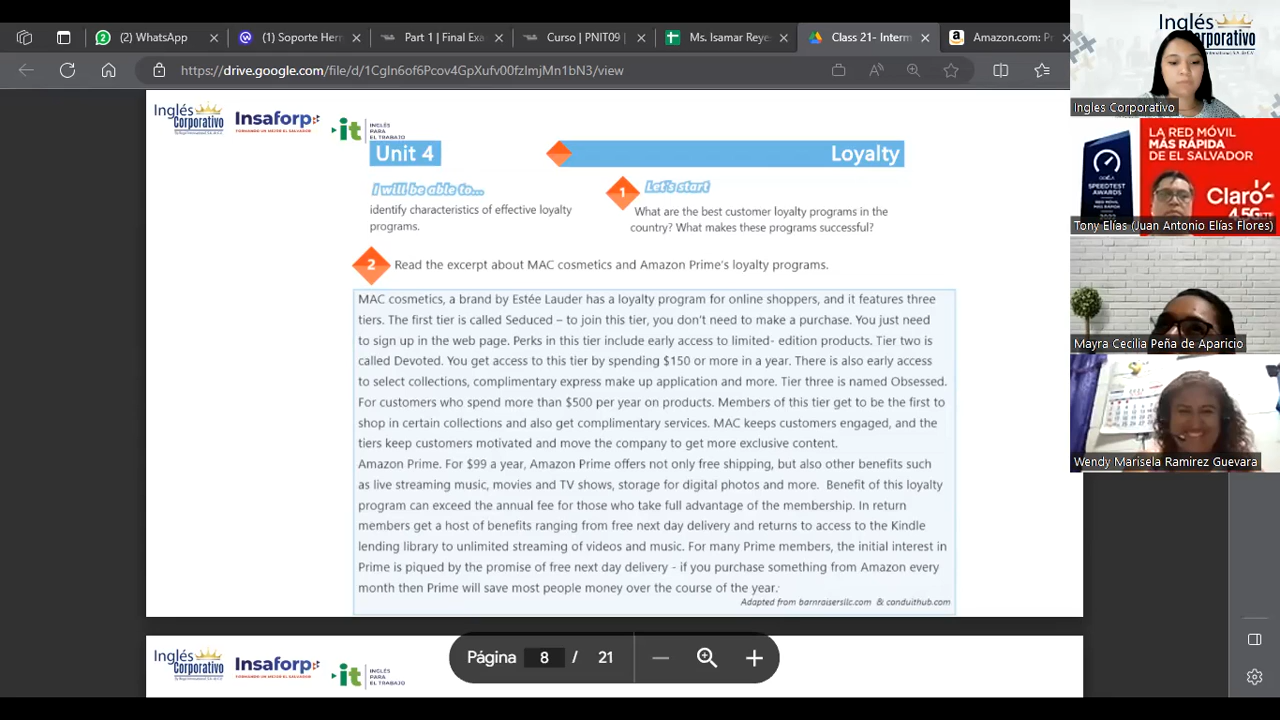 (2) WhatsApp
(1) Soporte Her
Part 1 | Final Exa
Curso | PNIT09 |
Ms. Isamar Reye
Class 21- Interm
Amazon.com: Pr
https://drive.google.com/file/d/1CgIn6of6Pcov4GpXuh00fzImjMn1bN3/view
Inglés Corporativo
Insaforp
it INGLÉS PARA EL TRABAJO
Unit 4
Loyalty
I will be able to...
identify characteristics of effective loyalty
programs.
1 Let's start
What are the best customer loyalty programs in the
country? What makes these programs successful?
2 Read the excerpt about MAC cosmetics and Amazon Prime's loyalty programs.
MAC cosmetics, a brand by Estée Lauder has a loyalty program for online shoppers, and it features three
tiers. The first tier is called Seduced – to join this tier, you don't need to make a purchase. You just need
to sign up in the web page. Perks in this tier include early access to limited- edition products. Tier two is
called Devoted. You get access to this tier by spending $150 or more in a year. There is also early access
to select collections, complimentary express make up application and more. Tier three is named Obsessed.
For customers who spend more than $500 per year on products. Members of this tier get to be the first to
shop in certain collections and also get complimentary services. MAC keeps customers engaged, and the
tiers keep customers motivated and move the company to get more exclusive content.
Amazon Prime. For $99 a year, Amazon Prime offers not only free shipping, but also other benefits such
as live streaming music, movies and TV shows, storage for digital photos and more. Benefit of this loyalty
program can exceed the annual fee for those who take full advantage of the membership. In return
members get a host of benefits ranging from free next day delivery and returns to access to the Kindle
lending library to unlimited streaming of videos and music. For many Prime members, the initial interest in
Prime is piqued by the promise of free next day delivery - if you purchase something from Amazon every
month then Prime will save most people money over the course of the year.
Adapted from barnraisersllc.com & conduithub.com
Inglés Corporativo
Insaforp
it INGLÉS PARA EL TRABAJO
Página 8 / 21
Inglés
Corporativo
Ingles Corporativo
SPEEDTEST
AWARDS
LA RED MÓVIL
MÁS RÁPIDA
DE EL SALVADOR
Claro
4.5G
Tony Elías (Juan Antonio Elías Flores)
Mayra Cecilia Peña de Aparicio
Wendy Marisela Ramirez Guevara